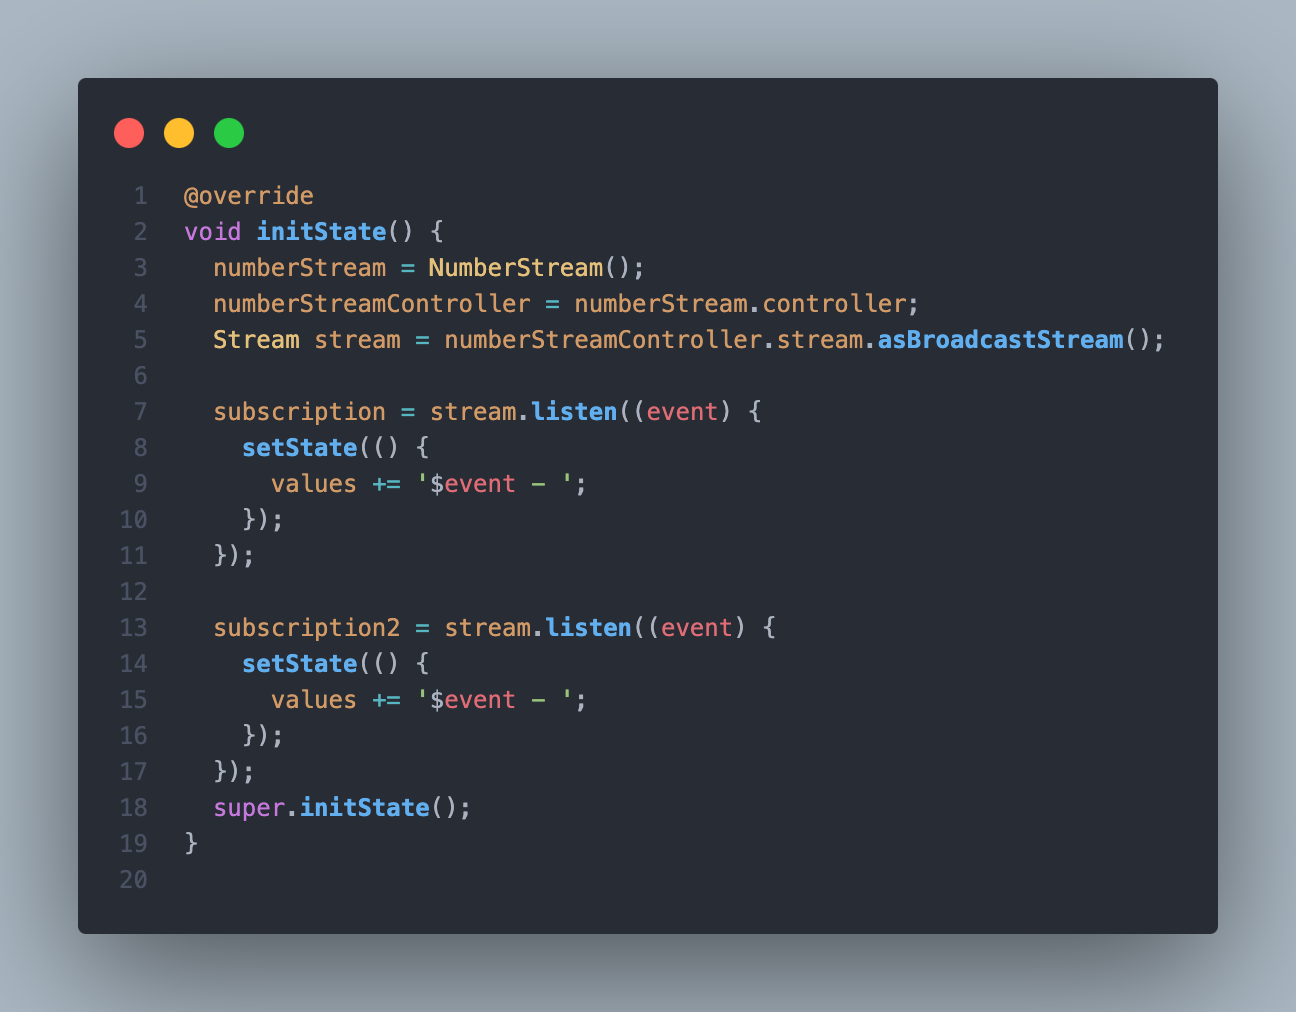 1 @override
2 void initState() {
3   numberStream = NumberStream();
4   numberStreamController = numberStream.controller;
5   Stream stream = numberStreamController.stream.asBroadcastStream();
6
7   subscription = stream.listen((event) {
8     setState(() {
9       values += '$event - ';
10     });
11   });
12
13   subscription2 = stream.listen((event) {
14     setState(() {
15       values += '$event - ';
16     });
17   });
18   super.initState();
19 }
20